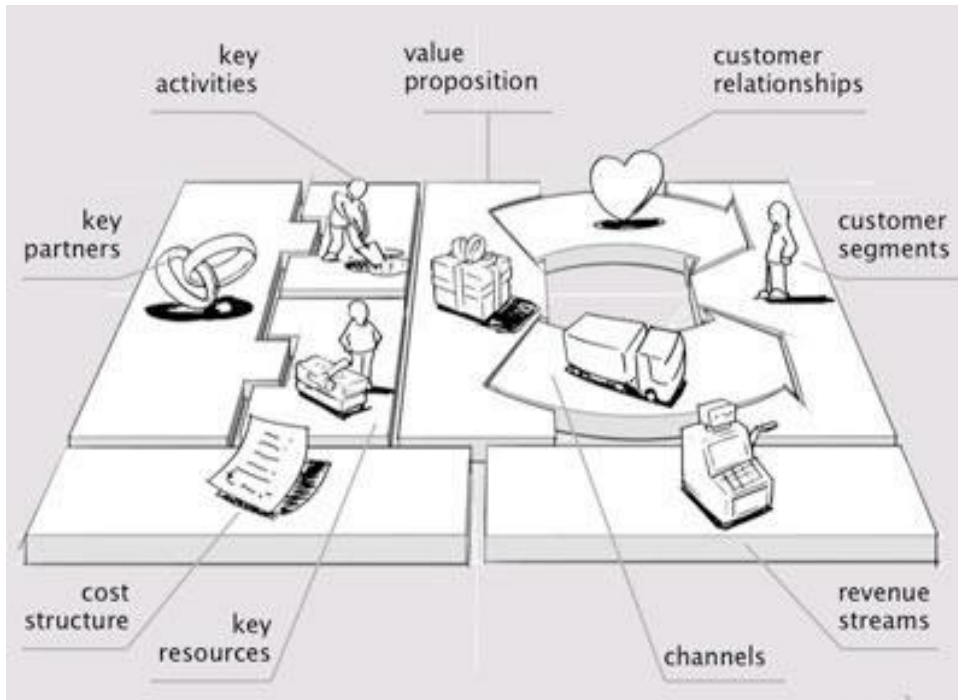 key
activities
value
proposition
customer
relationships
key
partners
customer
segments
cost
structure
key
resources
channels
revenue
streams